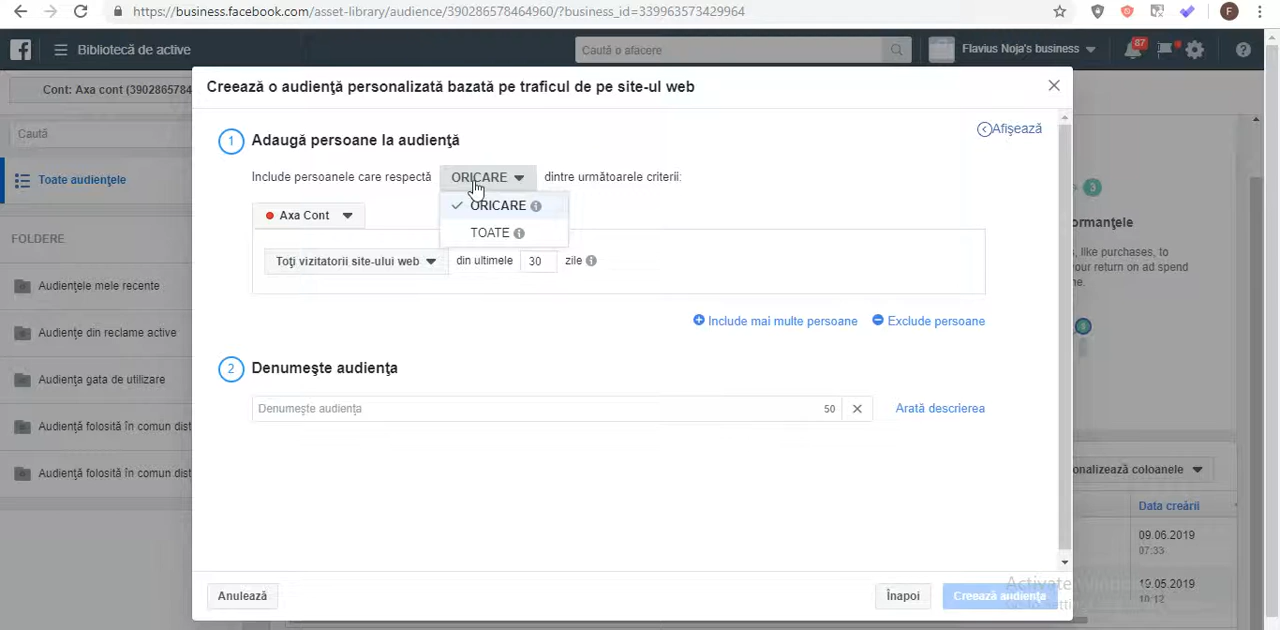 https://business.facebook.com/asset-library/audience/390286578464960/?business_id=339963573429964
F
Bibliotecă de active
Caută o afacere
Flavius Noja's business
87
Cont: Axa cont (3902865784
Caută
Toate audiențele
FOLDERE
Audiențele mele recente
Audiențe din reclame active
Audiența gata de utilizare
Audiență folosită în comun dist
Audiență folosită în comun dist
Creează o audiență personalizată bazată pe traficul de pe site-ul web
1
Adaugă persoane la audiență
Afișează
Include persoanele care respectă
ORICARE
dintre următoarele criterii:
ORICARE
TOATE
Axa Cont
Toți vizitatorii site-ului web
din ultimele
30
zile
Include mai multe persoane
Exclude persoane
2
Denumește audiența
Denumește audiența
50
Arată descrierea
Anulează
Înapoi
Creează audiența
3
, like purchases, to
your return on ad spend
ne.
onalizează coloanele
Data creării
09.06.2019
07:33
19.05.2019
10:12